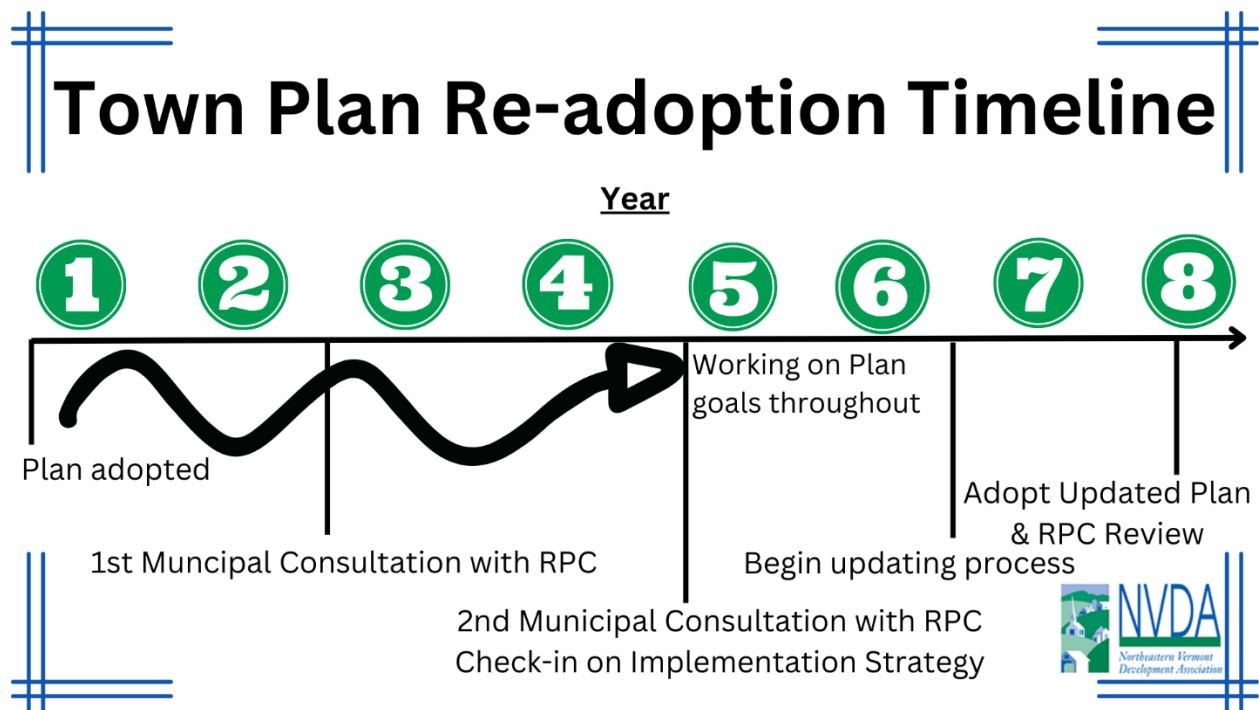 Town Plan Re-adoption Timeline
Year
1 2 3 4 5 6 7 8
Working on Plan
goals throughout
Plan adopted
Adopt Updated Plan
& RPC Review
1st Muncipal Consultation with RPC
Begin updating process
2nd Municipal Consultation with RPC
Check-in on Implementation Strategy
NVDA
Northeastern Vermont
Development Association